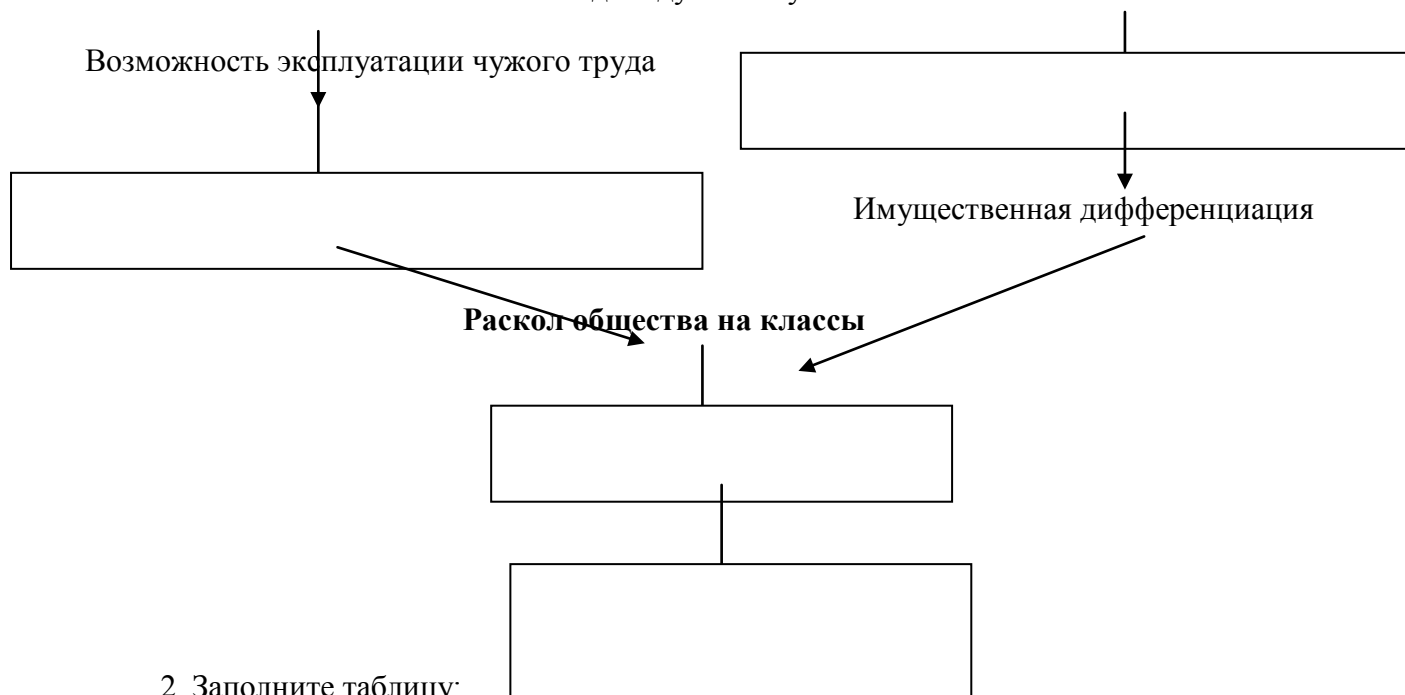 Возможность эксплуатации чужого труда
Имущественная дифференциация
Раскол общества на классы
2. Заполните таблицу: